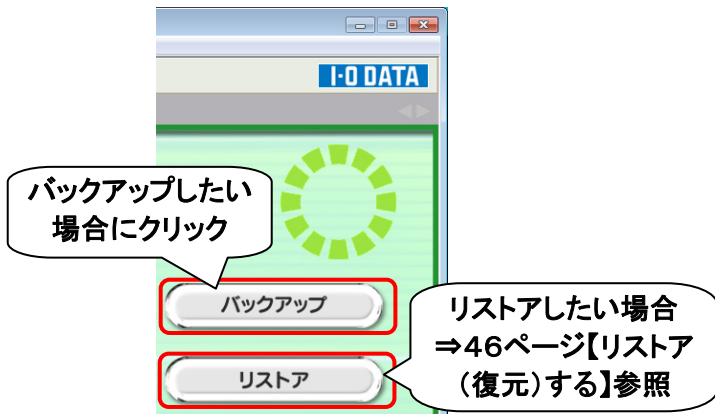 I-O DATA
バックアップしたい
場合にクリック
バックアップ
リストアしたい場合
⇒46ページ【リストア
（復元）する】参照
リストア